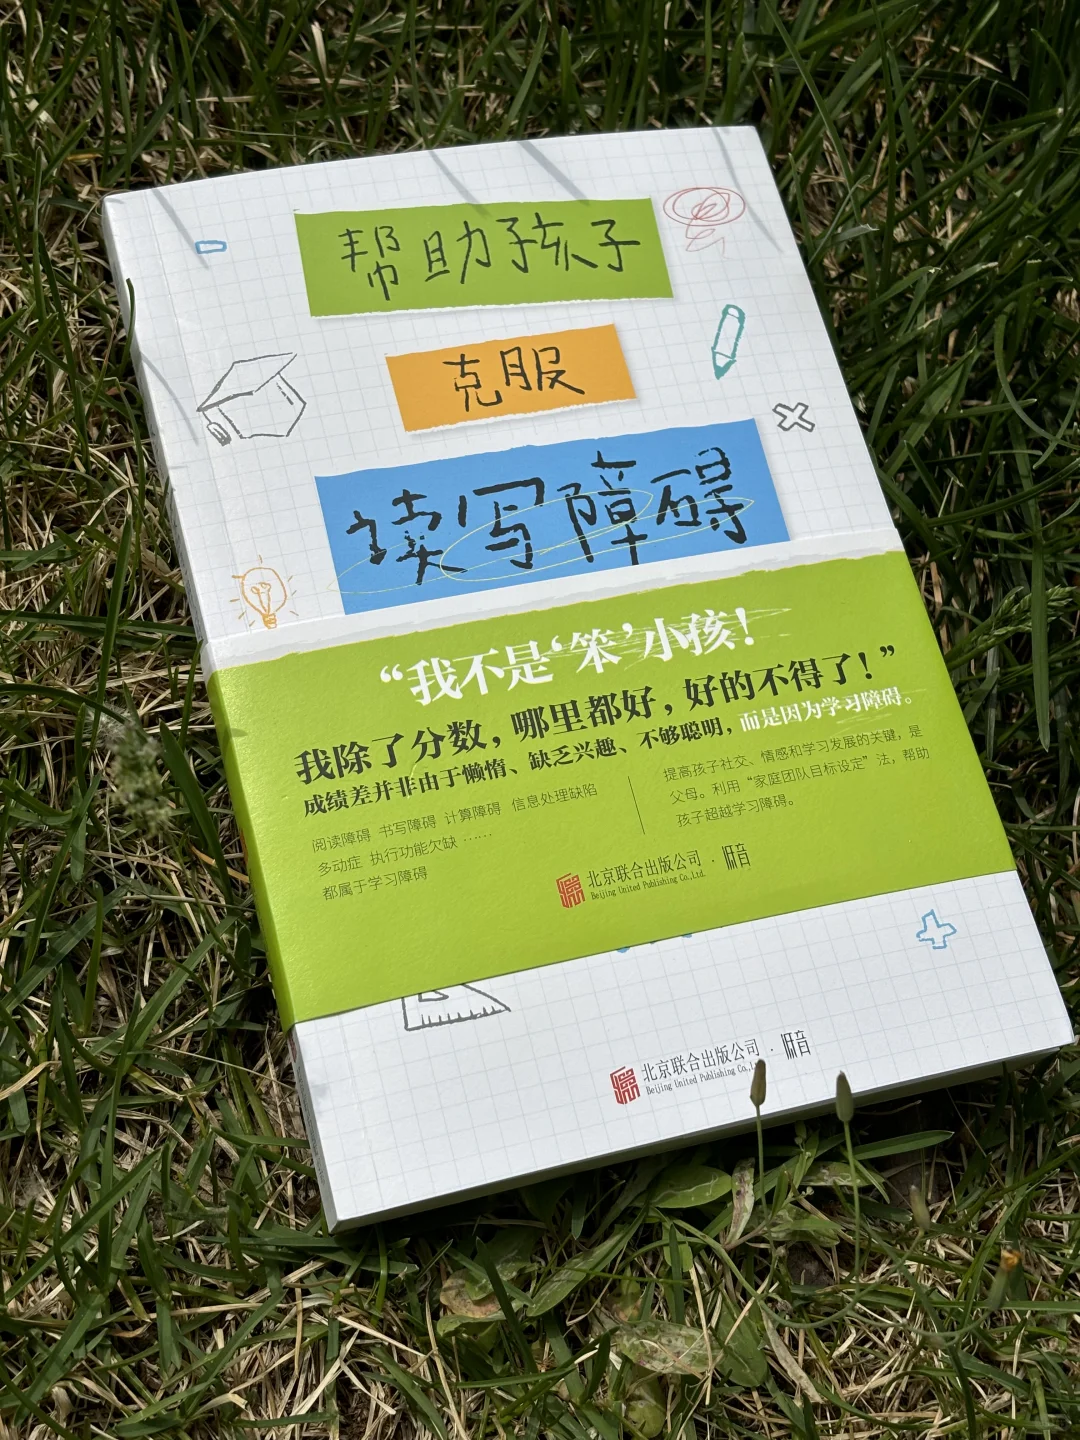 帮助孩子
克服
读写障碍
“我不是‘笨’小孩！
我除了分数，哪里都好，好的不得了！”
成绩差并非由于懒惰、缺乏兴趣、不够聪明，而是因为学习障碍。
阅读障碍 书写障碍 计算障碍 信息处理缺陷
多动症 执行功能欠缺 ……
都属于学习障碍
提高孩子社交、情感和学习发展的关键，是
父母。利用“家庭团队目标设定”法，帮助
孩子超越学习障碍。
北京联合出版公司
Beijing United Publishing Co.,Ltd.
北京联合出版公司
Beijing United Publishing Co.,L